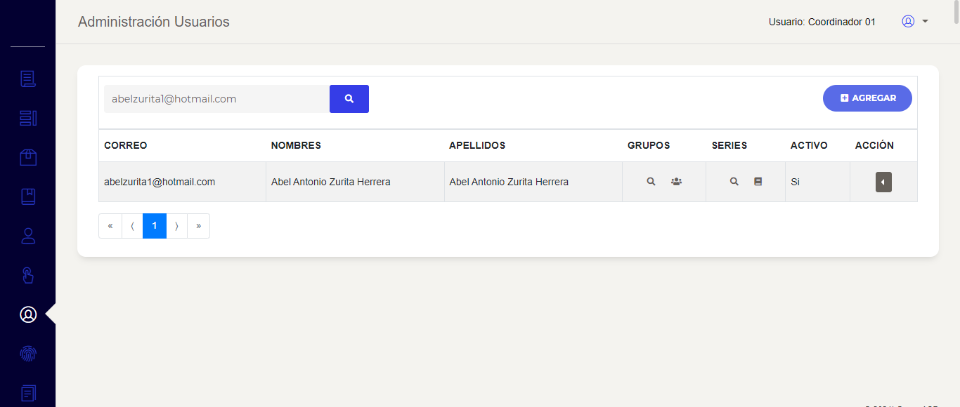 Administración Usuarios
Usuario: Coordinador 01
abelzurita1@hotmail.com
AGREGAR
CORREO NOMBRES APELLIDOS GRUPOS SERIES ACTIVO ACCIÓN
abelzurita1@hotmail.com Abel Antonio Zurita Herrera Abel Antonio Zurita Herrera Si
« ⟨ 1 ⟩ »